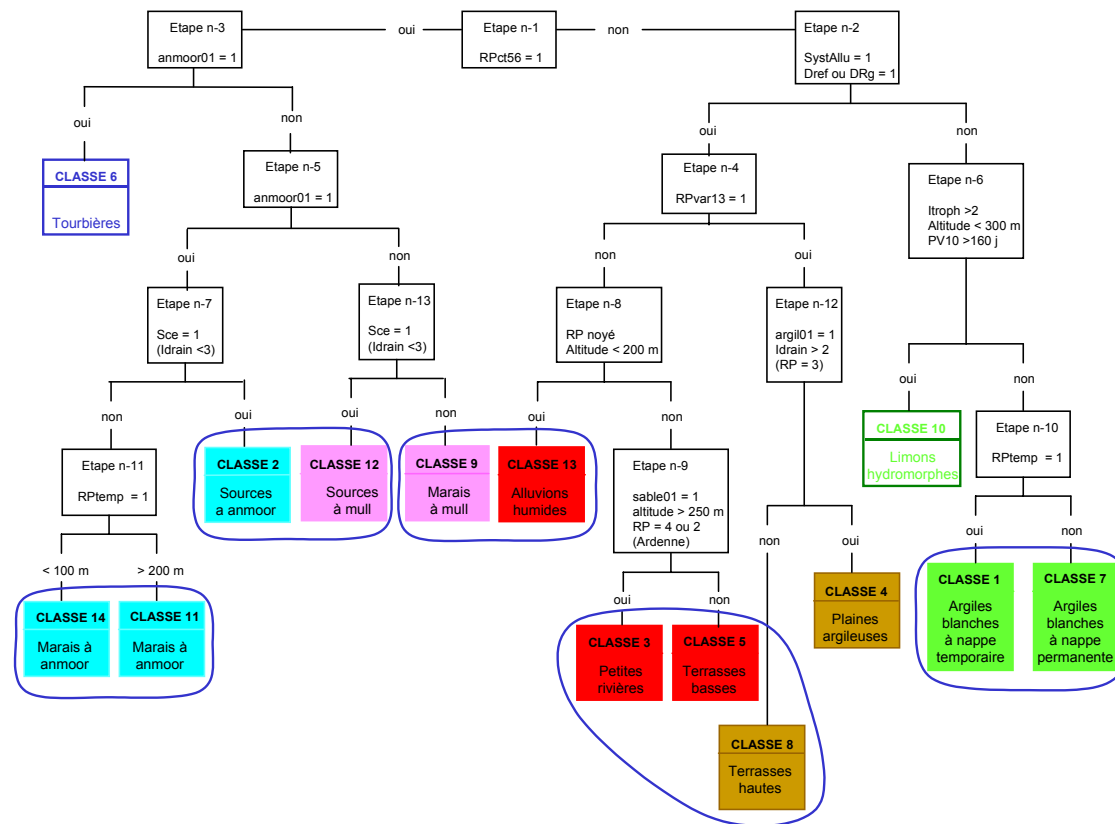 Etape n-3
anmoor01 = 1
oui
Etape n-1
RPct56 = 1
non
Etape n-2
SystAllu = 1
Dref ou DRg = 1
oui
non
oui
non
CLASSE 6
Tourbières
Etape n-5
anmoor01 = 1
Etape n-4
RPvar13 = 1
Etape n-6
Itroph >2
Altitude < 300 m
PV10 >160 j
oui
non
non
oui
Etape n-7
Sce = 1
(Idrain <3)
Etape n-13
Sce = 1
(Idrain <3)
Etape n-8
RP noyé
Altitude < 200 m
Etape n-12
argil01 = 1
Idrain > 2
(RP = 3)
oui
non
non
oui
oui
non
non
oui
CLASSE 10
Limons
hydromorphes
Etape n-10
RPtemp = 1
Etape n-11
RPtemp = 1
CLASSE 2
Sources
a anmoor
CLASSE 12
Sources
à mull
CLASSE 9
Marais
à mull
CLASSE 13
Alluvions
humides
Etape n-9
sable01 = 1
altitude > 250 m
RP = 4 ou 2
(Ardenne)
non
oui
oui
non
< 100 m
> 200 m
oui
non
CLASSE 14
Marais à
anmoor
CLASSE 11
Marais à
anmoor
CLASSE 3
Petites
rivières
CLASSE 5
Terrasses
basses
CLASSE 4
Plaines
argileuses
CLASSE 1
Argiles
blanches
à nappe
temporaire
CLASSE 7
Argiles
blanches
à nappe
permanente
CLASSE 8
Terrasses
hautes